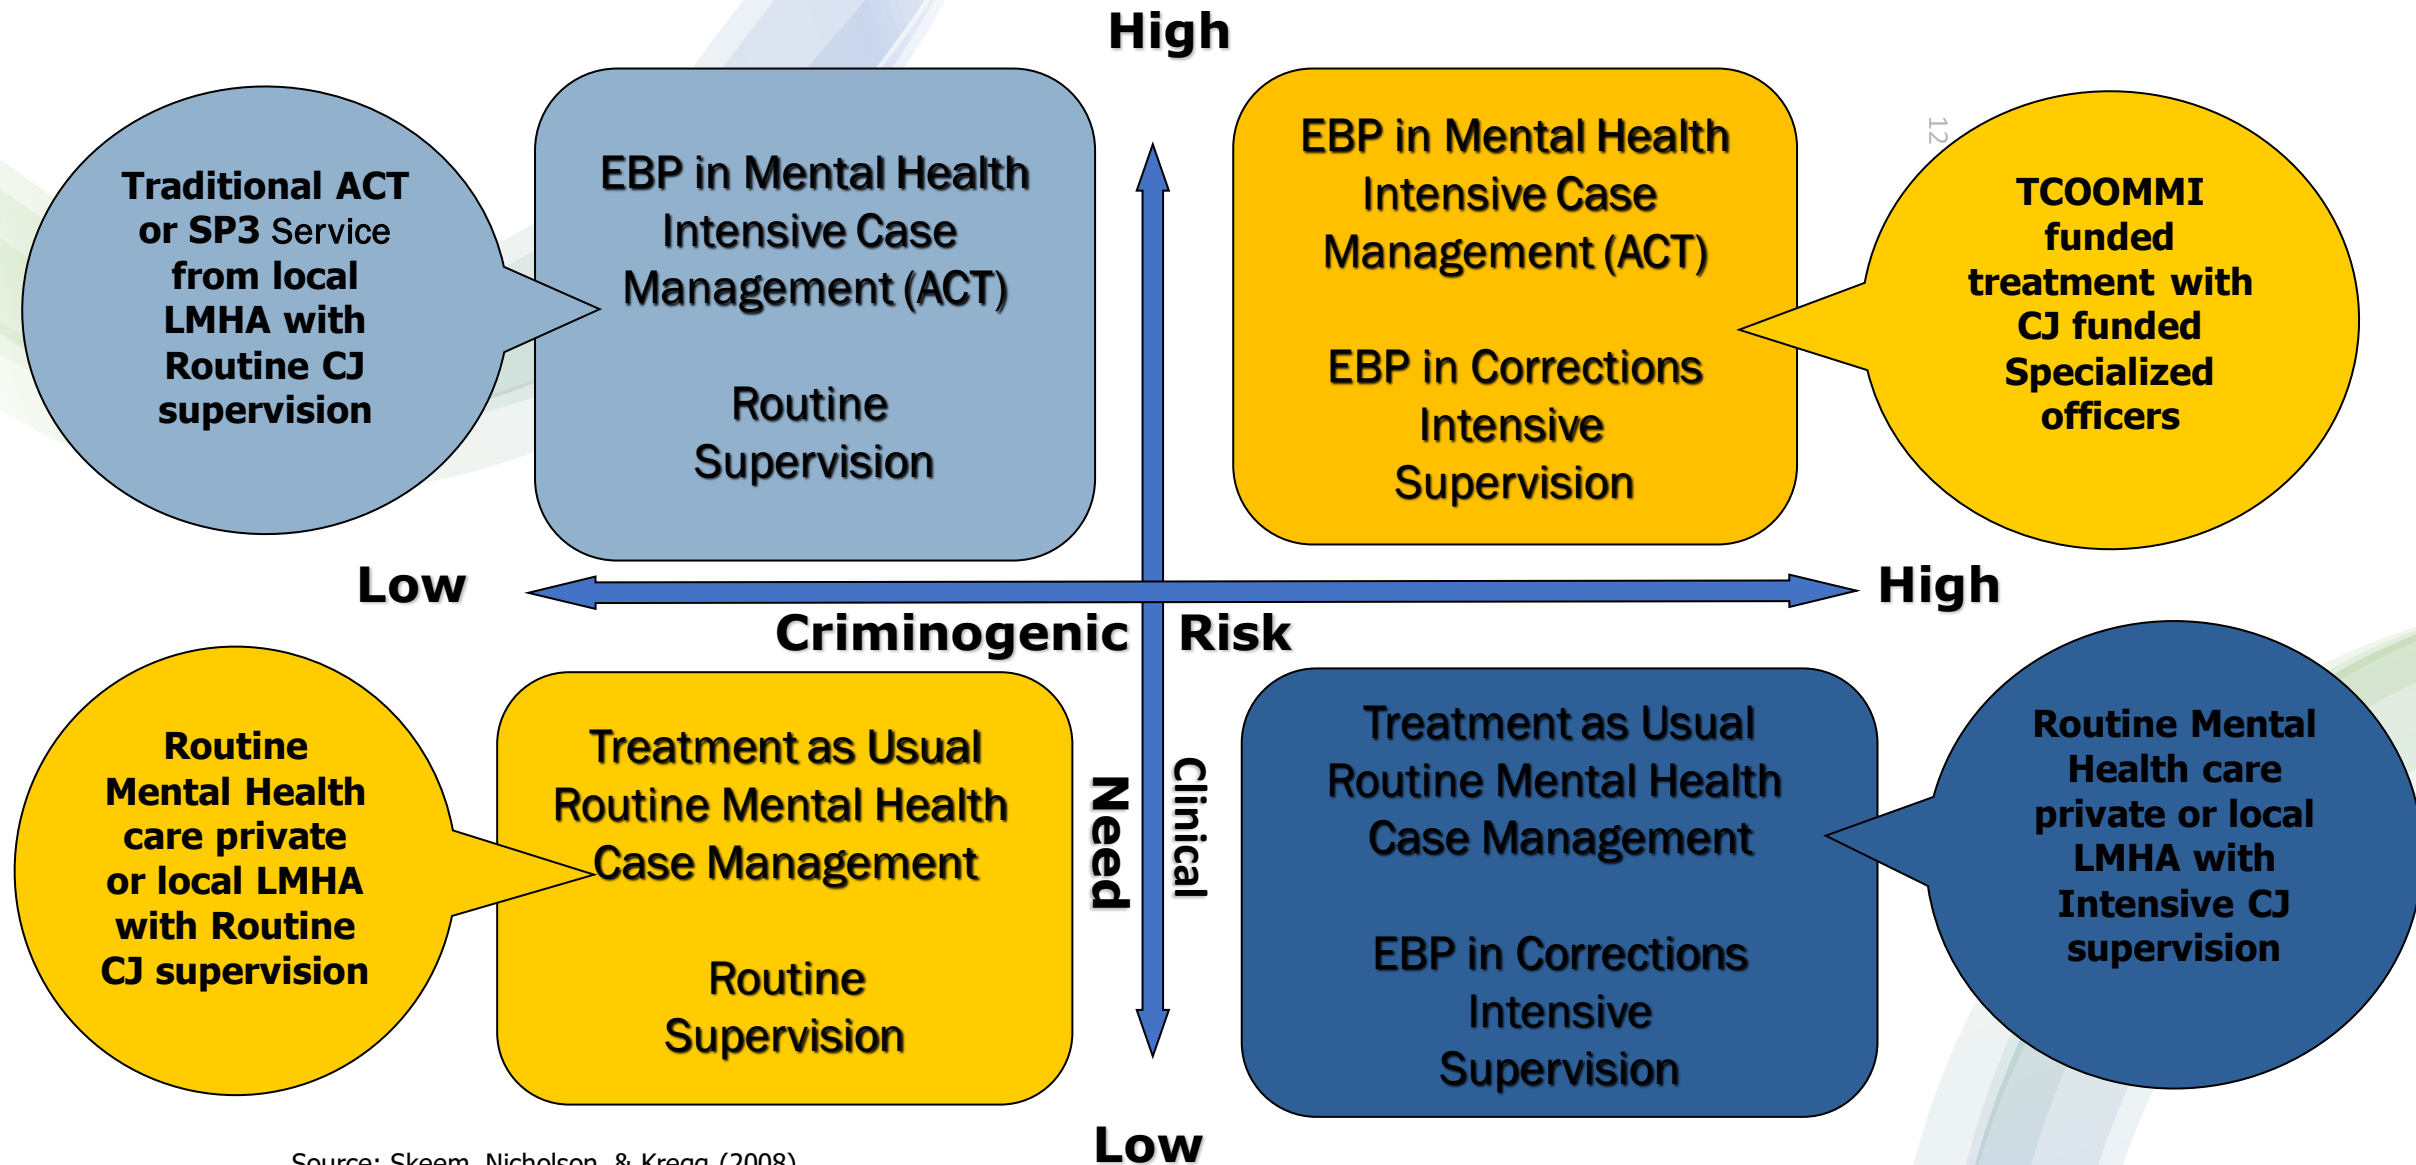 High
Traditional ACT
or SP3 Service
from local
LMHA with
Routine CJ
supervision
EBP in Mental Health
Intensive Case
Management (ACT)
Routine
Supervision
EBP in Mental Health
Intensive Case
Management (ACT)
EBP in Corrections
Intensive
Supervision
12
TCOOMMI
funded
treatment with
CJ funded
Specialized
officers
Low
High
Criminogenic Risk
Routine
Mental Health
care private
or local LMHA
with Routine
CJ supervision
Treatment as Usual
Routine Mental Health
Case Management
Routine
Supervision
Clinical
Need
Treatment as Usual
Routine Mental Health
Case Management
EBP in Corrections
Intensive
Supervision
Routine Mental
Health care
private or local
LMHA with
Intensive CJ
supervision
Low
Source: Skeem, Nicholson, & Kregg (2008)